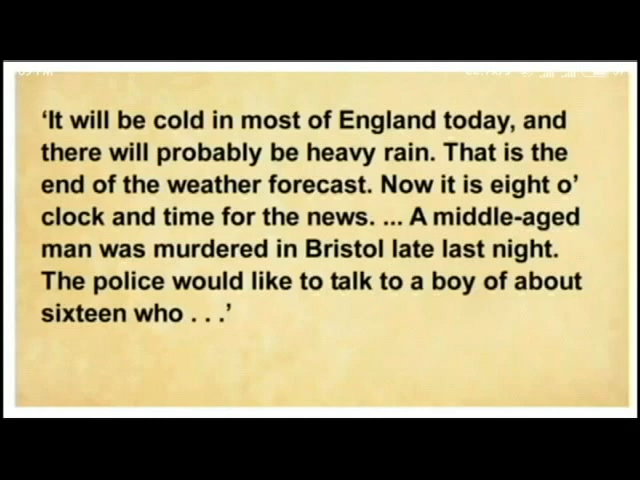 ‘It will be cold in most of England today, and
there will probably be heavy rain. That is the
end of the weather forecast. Now it is eight o’
clock and time for the news. ... A middle-aged
man was murdered in Bristol late last night.
The police would like to talk to a boy of about
sixteen who . . .’